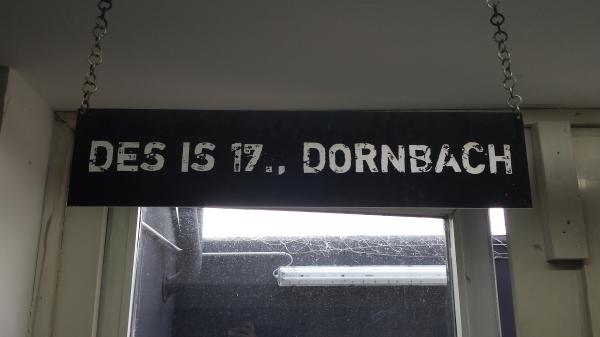 DES IS 17., DORNBACH